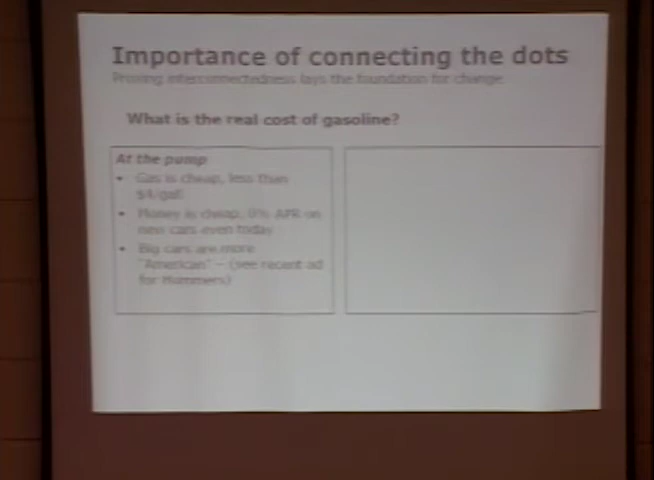 Importance of connecting the dots
Proving interconnectedness lays the foundation for change
What is the real cost of gasoline?
At the pump
• Gas is cheap, less than
$4/gal!
• Money is cheap, 0% APR on
new cars even today
• Big cars are more
"American" – (see recent ad
for Hummers)